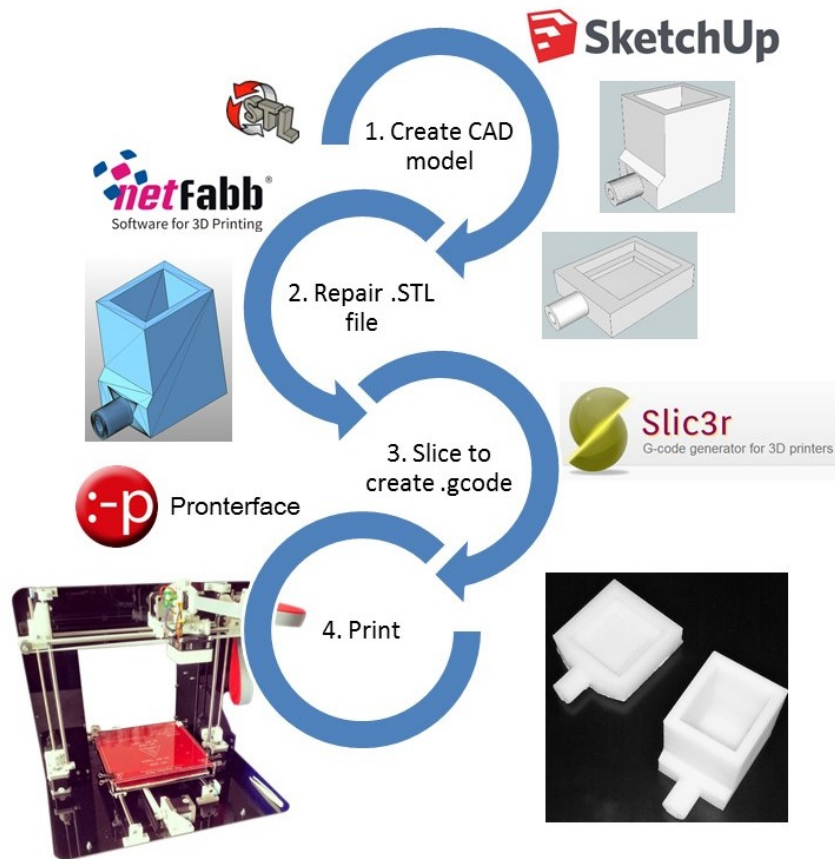 SketchUp
STL
1. Create CAD
model
netfabb®
Software for 3D Printing
2. Repair .STL
file
Slic3r
G-code generator for 3D printers
3. Slice to
create .gcode
:-p Pronterface
4. Print